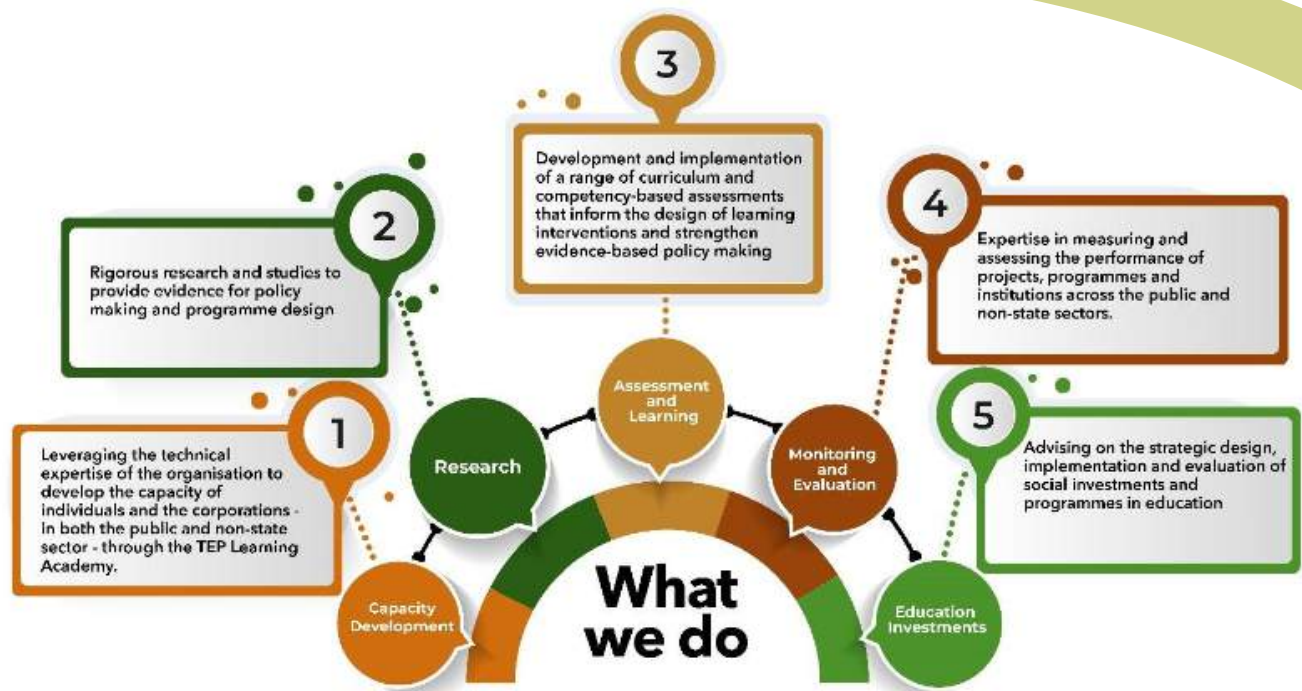 1
Leveraging the technical
expertise of the organisation to
develop the capacity of
individuals and the corporations -
in both the public and non-state
sector - through the TEP Learning
Academy.
Capacity
Development
2
Rigorous research and studies to
provide evidence for policy
making and programme design
Research
3
Development and implementation
of a range of curriculum and
competency-based assessments
that inform the design of learning
interventions and strengthen
evidence-based policy making
Assessment
and
Learning
4
Expertise in measuring and
assessing the performance of
projects, programmes and
institutions across the public and
non-state sectors.
Monitoring
and
Evaluation
5
Advising on the strategic design,
implementation and evaluation of
social investments and
programmes in education
Education
Investments
What
we do